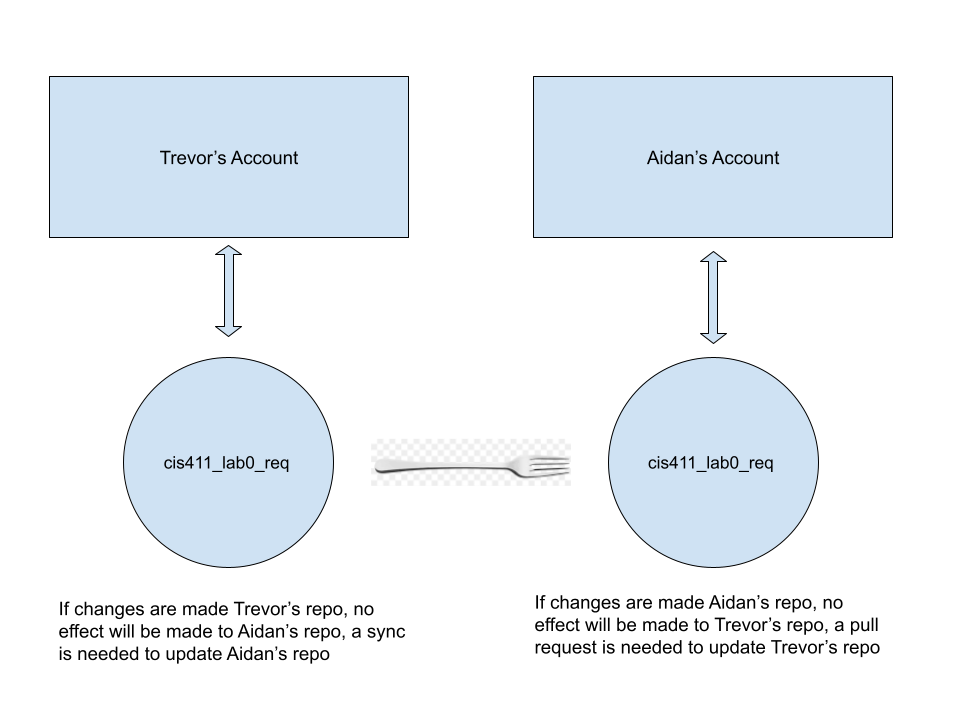 Trevor’s Account
Aidan’s Account
cis411_lab0_req
cis411_lab0_req
If changes are made Trevor’s repo, no
effect will be made to Aidan’s repo, a sync
is needed to update Aidan’s repo
If changes are made Aidan’s repo, no
effect will be made to Trevor’s repo, a pull
request is needed to update Trevor’s repo